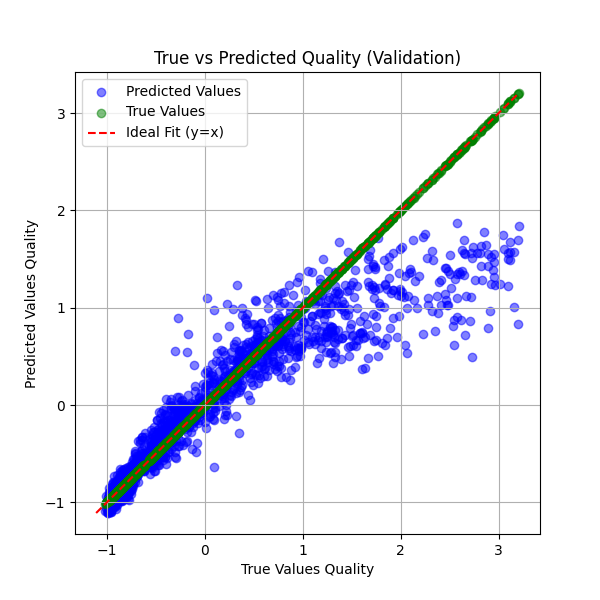 True vs Predicted Quality (Validation)
Predicted Values
True Values
Ideal Fit (y=x)
Predicted Values Quality
3
2
1
0
−1
−1 0 1 2 3
True Values Quality